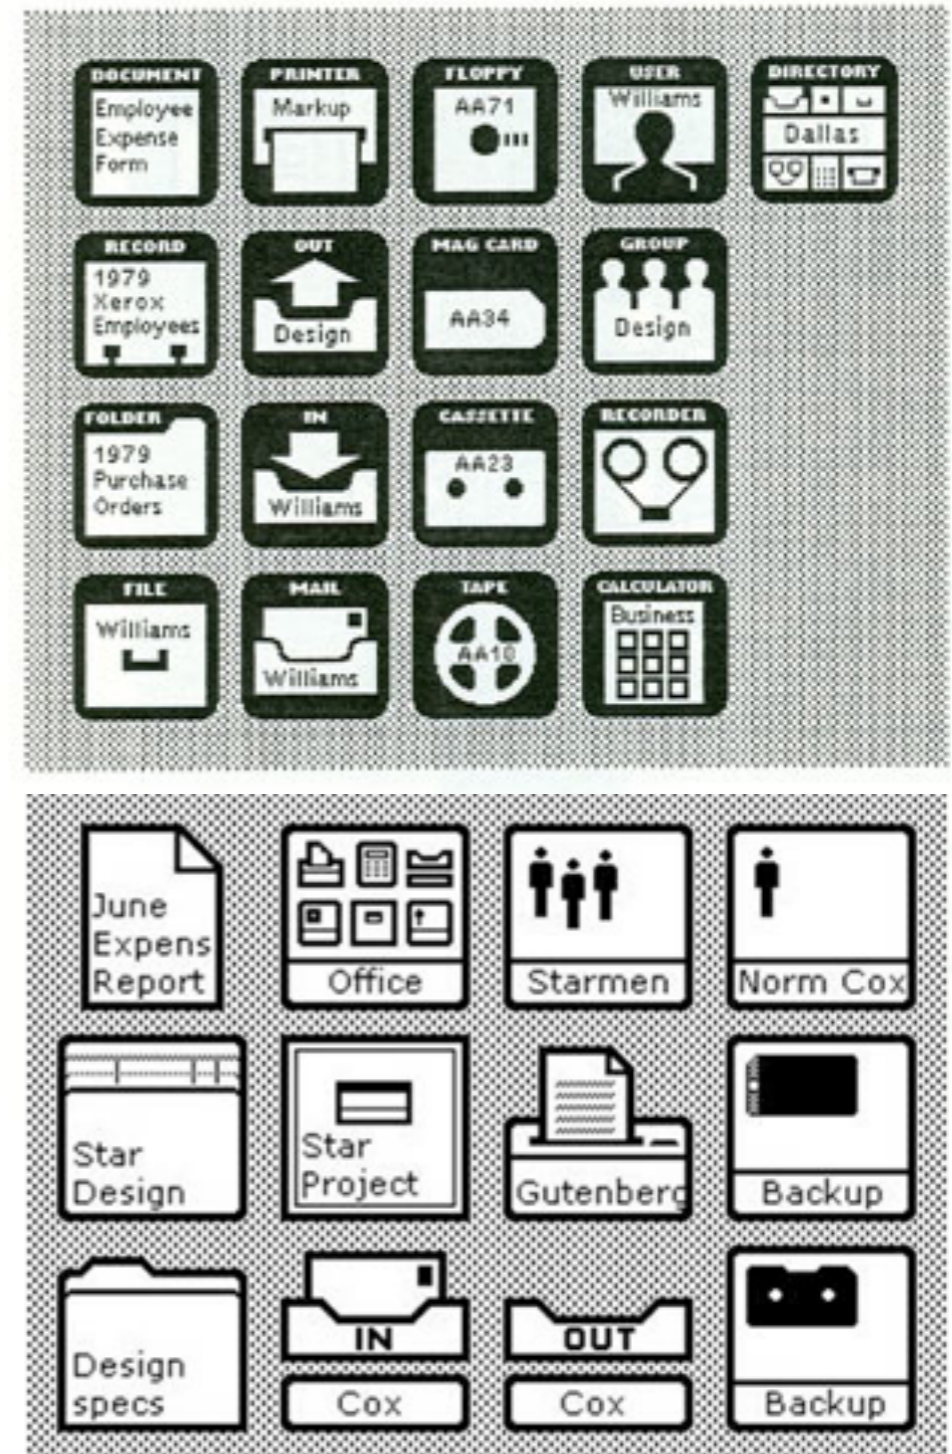 DOCUMENT
Employee
Expense
Form
PRINTER
Markup
FLOPPY
AA71
USER
Williams
DIRECTORY
Dallas
RECORD
1979
Xerox
Employees
OUT
Design
MAG CARD
AA34
GROUP
Design
FOLDER
1979
Purchase
Orders
IN
Williams
CASSETTE
AA23
RECORDER
FILE
Williams
MAIL
Williams
TAPE
AA10
CALCULATOR
Business
June
Expens
Report
Office
Starmen
Norm Cox
Star
Design
Star
Project
Gutenberg
Backup
Design
specs
IN
Cox
OUT
Cox
Backup